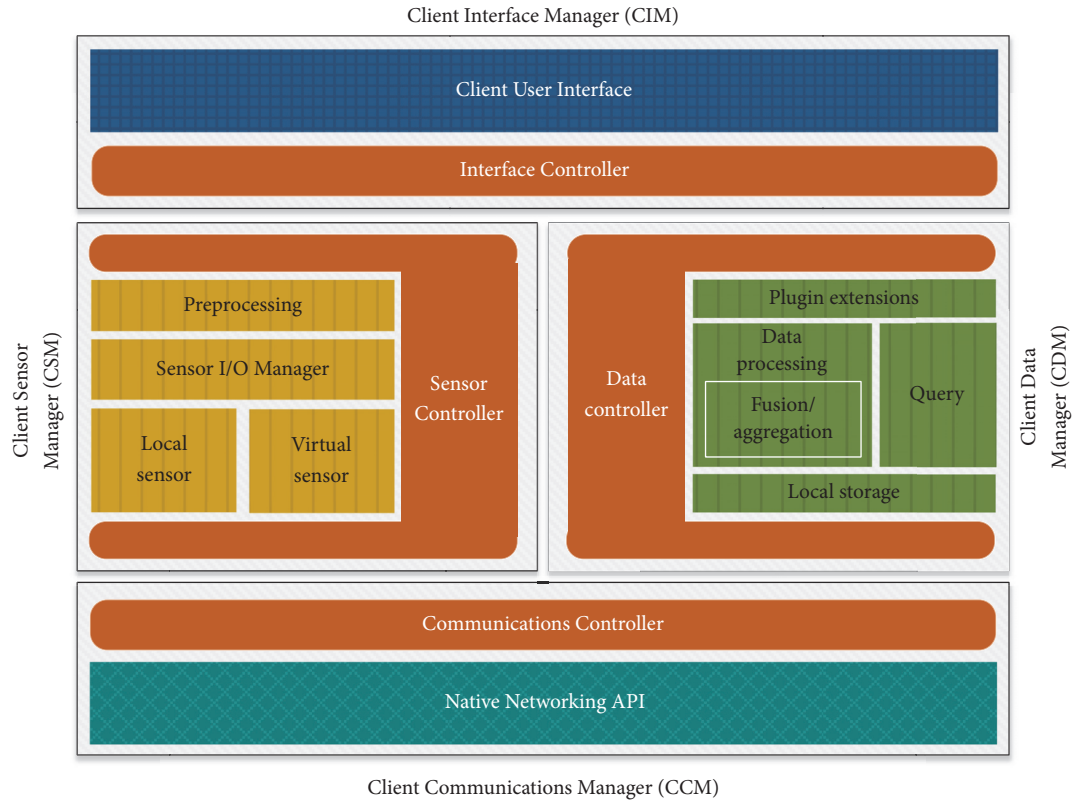 Client Interface Manager (CIM)
Client User Interface
Interface Controller
Client Sensor
Manager (CSM)
Preprocessing
Sensor I/O Manager
Local
sensor
Virtual
sensor
Sensor
Controller
Data
controller
Plugin extensions
Data
processing
Fusion/
aggregation
Query
Local storage
Client Data
Manager (CDM)
Communications Controller
Native Networking API
Client Communications Manager (CCM)